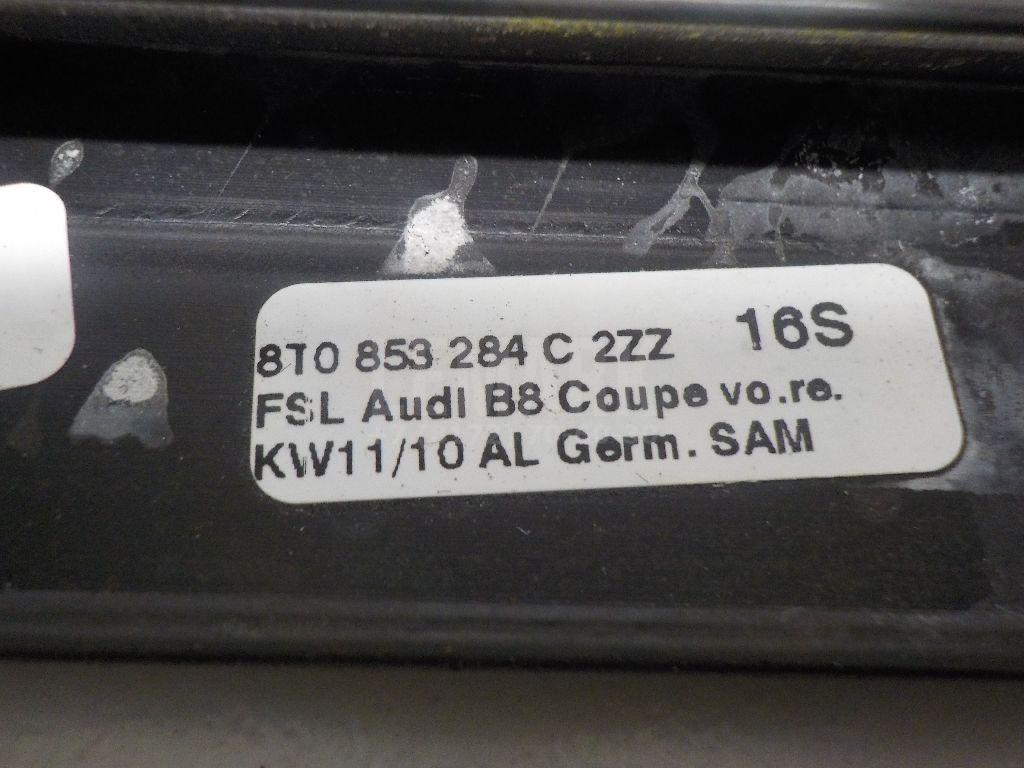 8T0 853 284 C 2ZZ 16S
FSL Audi B8 Coupe vo.re.
KW11/10 AL Germ. SAM